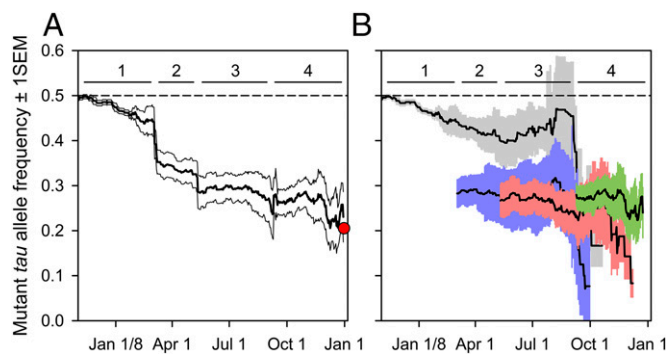 A
B
Mutant tau allele frequency ± 1SEM
0.6
0.5
0.4
0.3
0.2
0.1
0.0
1 2 3 4
1 2 3 4
Jan 1/8 Apr 1 Jul 1 Oct 1 Jan 1
Jan 1/8 Apr 1 Jul 1 Oct 1 Jan 1